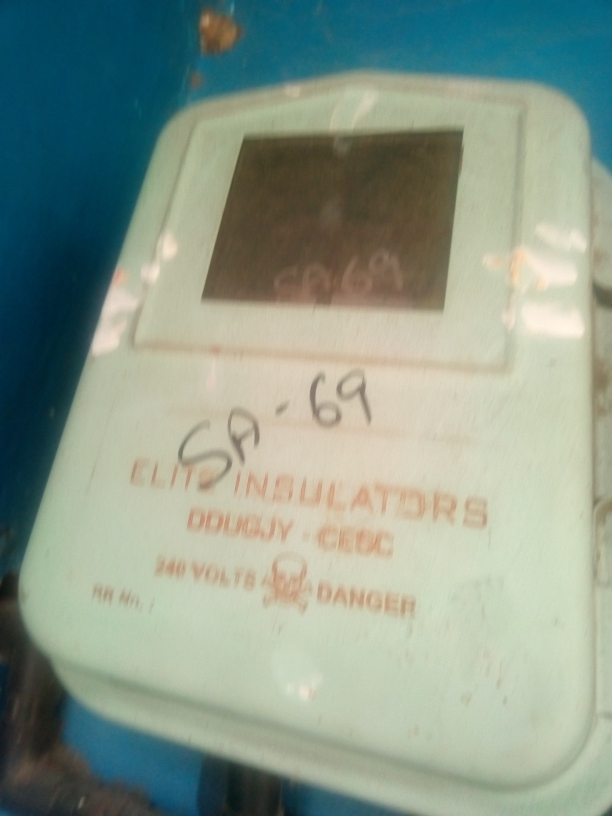 SA-69
SA-69
ELITE INSULATORS
DDUGJY - CESC
240 VOLTS DANGER
RR No. :